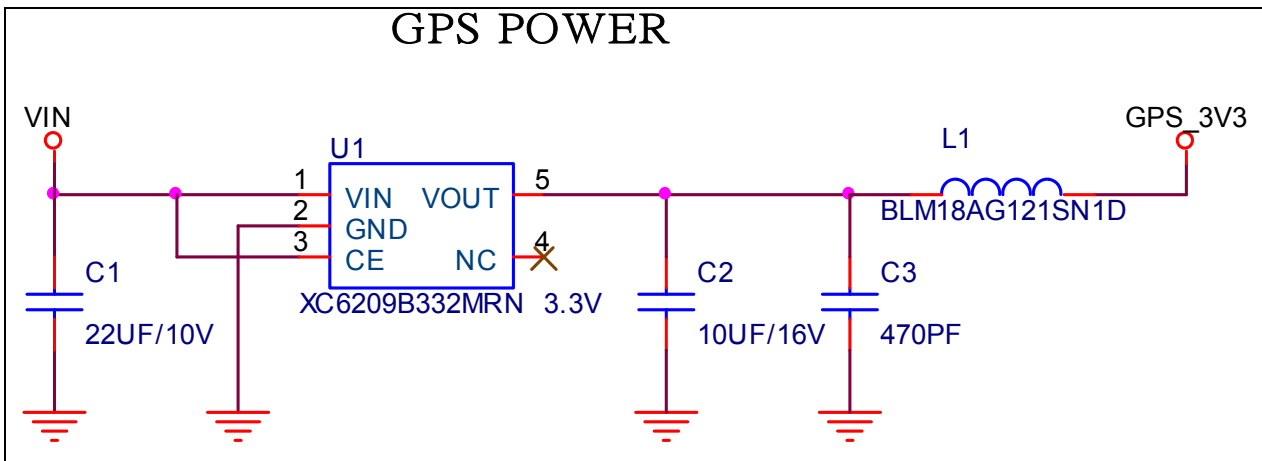 GPS POWER
VIN
GPS_3V3
L1
U1
1
5
VIN
VOUT
BLM18AG121SN1D
2
GND
3
4
CE
NC
C1
C2
C3
XC6209B332MRN 3.3V
22UF/10V
10UF/16V
470PF